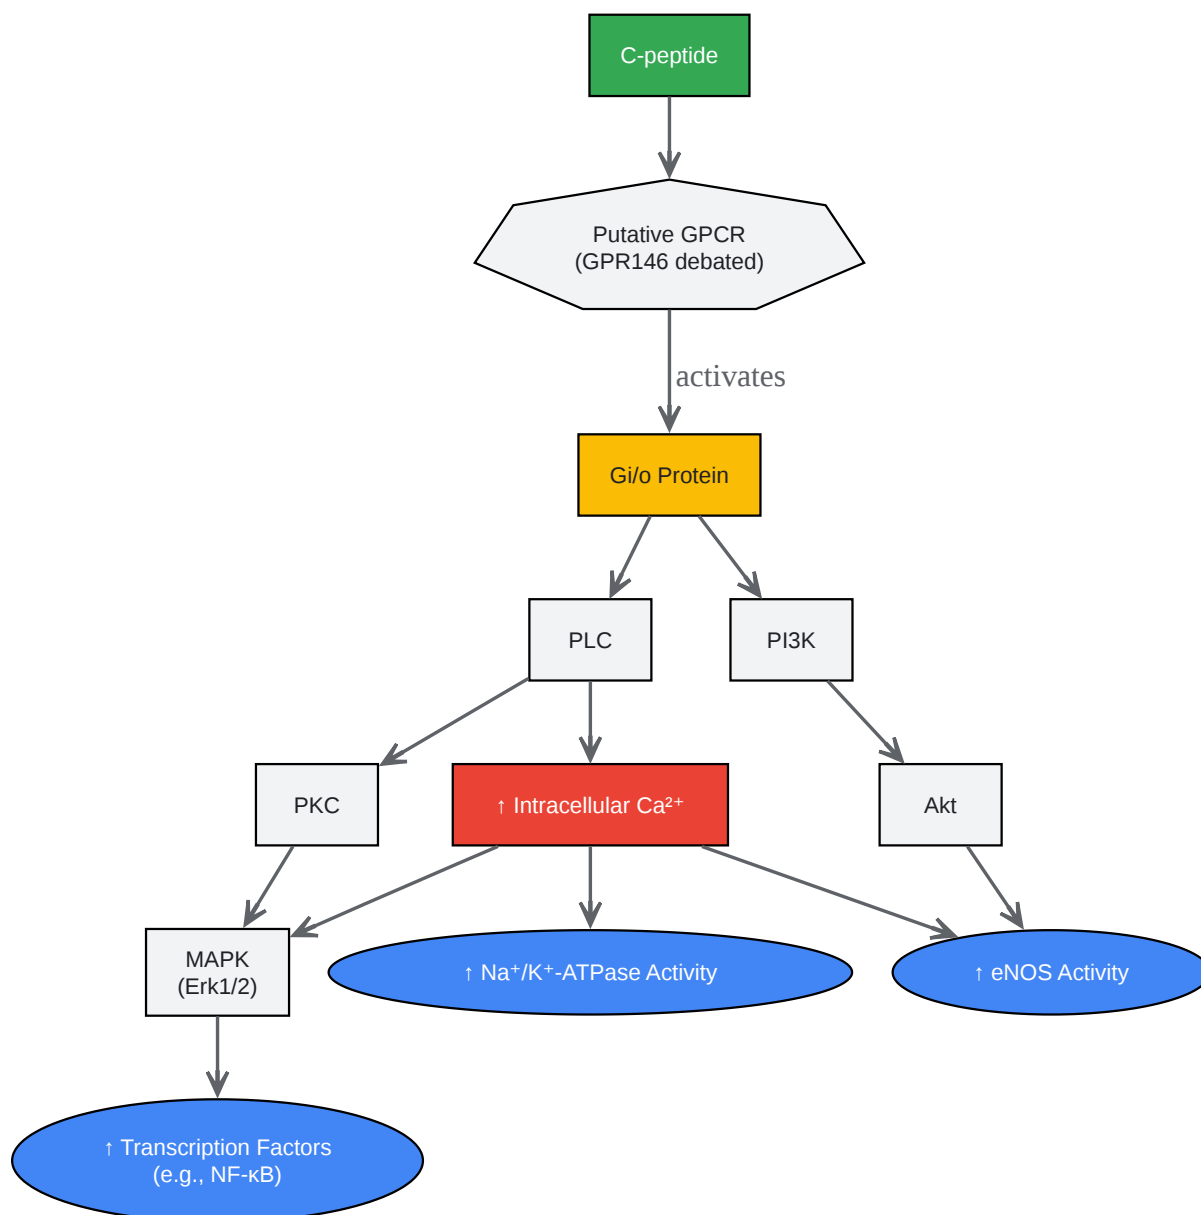 C-peptide
Putative GPCR
(GPR146 debated)
activates
Gi/o Protein
PLC
PI3K
PKC
↑ Intracellular Ca²⁺
Akt
MAPK
(Erk1/2)
↑ Na⁺/K⁺-ATPase Activity
↑ eNOS Activity
↑ Transcription Factors
(e.g., NF-κB)